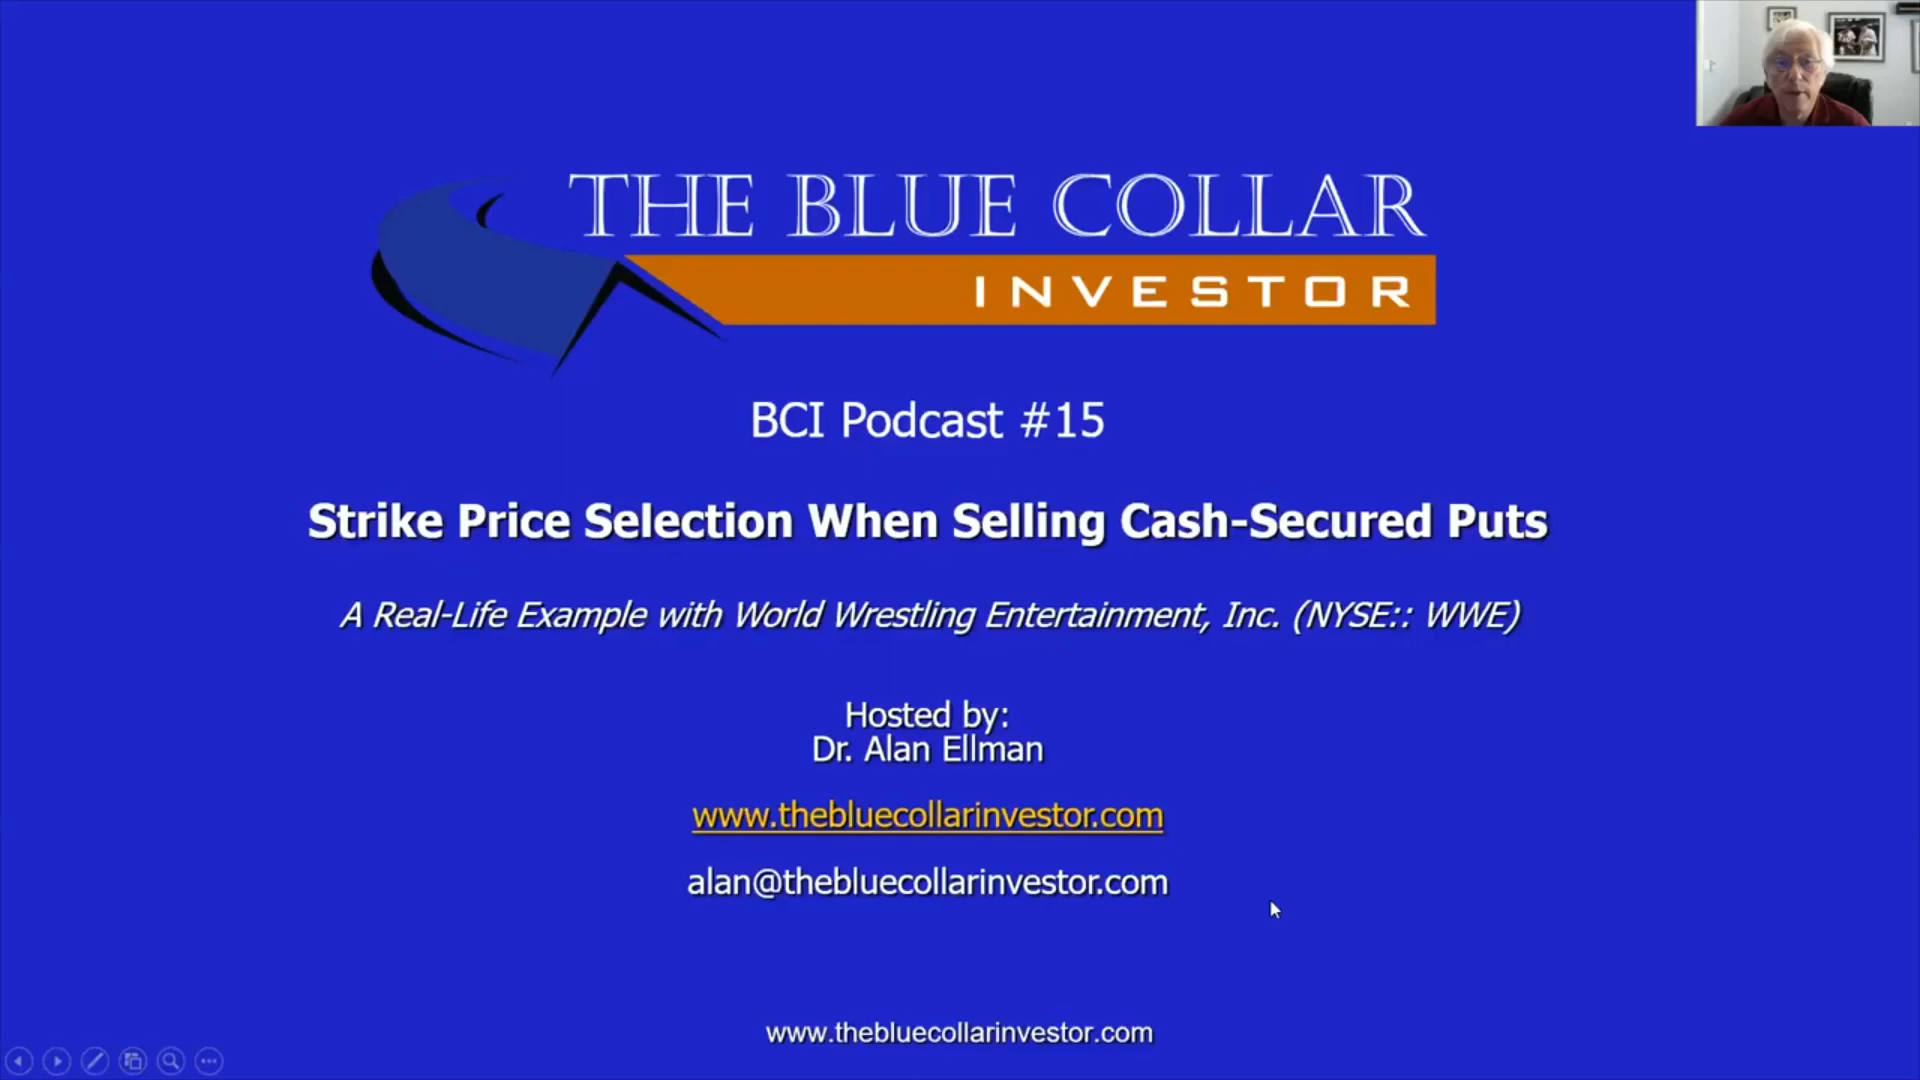 THE BLUE COLLAR
INVESTOR
BCI Podcast #15
Strike Price Selection When Selling Cash-Secured Puts
A Real-Life Example with World Wrestling Entertainment, Inc. (NYSE:: WWE)
Hosted by:
Dr. Alan Ellman
www.thebluecollarinvestor.com
alan@thebluecollarinvestor.com
www.thebluecollarinvestor.com